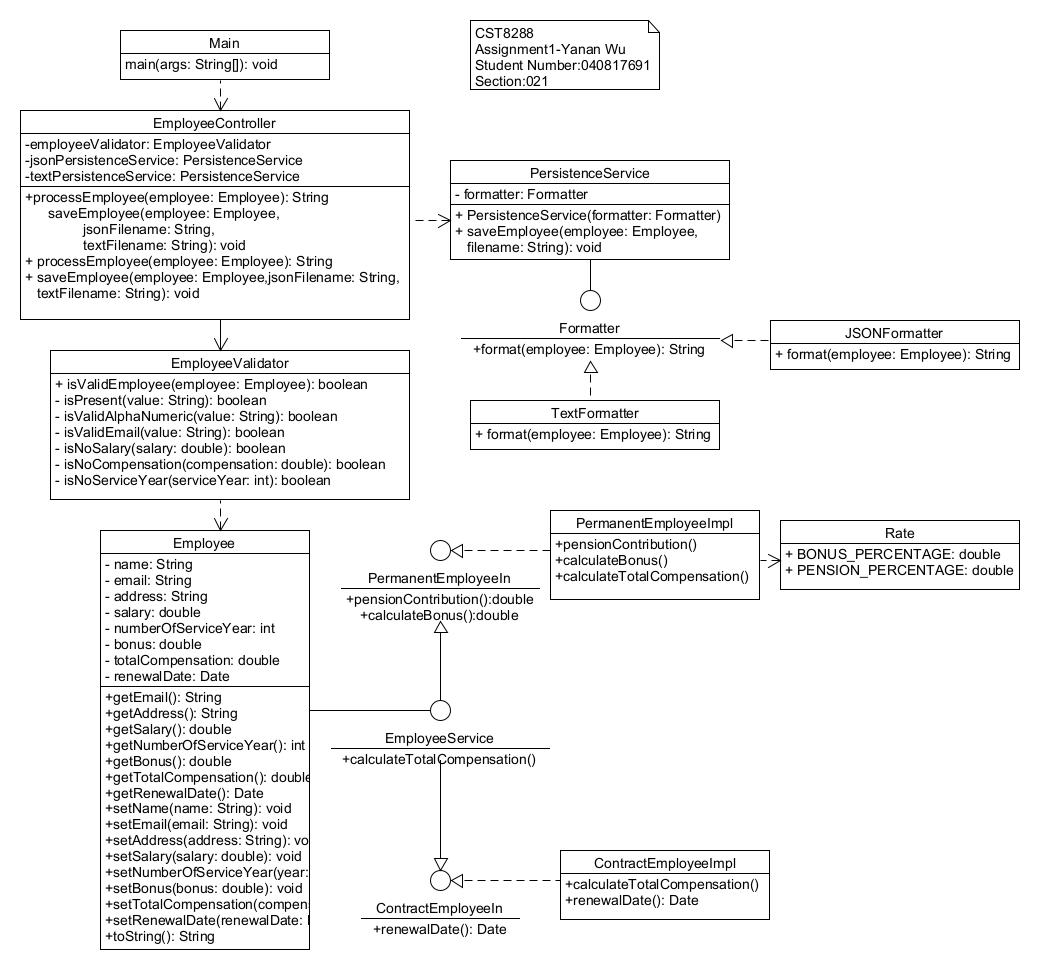 Main
main(args: String[]): void
CST8288
Assignment1-Yanan Wu
Student Number:040817691
Section:021
EmployeeController
-employeeValidator: EmployeeValidator
-jsonPersistenceService: PersistenceService
-textPersistenceService: PersistenceService
+processEmployee(employee: Employee): String
saveEmployee(employee: Employee,
jsonFilename: String,
textFilename: String): void
+ processEmployee(employee: Employee): String
+ saveEmployee(employee: Employee,jsonFilename: String,
textFilename: String): void
PersistenceService
- formatter: Formatter
+ PersistenceService(formatter: Formatter)
+ saveEmployee(employee: Employee,
filename: String): void
Formatter
+format(employee: Employee): String
JSONFormatter
+ format(employee: Employee): String
TextFormatter
+ format(employee: Employee): String
EmployeeValidator
+ isValidEmployee(employee: Employee): boolean
- isPresent(value: String): boolean
- isValidAlphaNumeric(value: String): boolean
- isValidEmail(value: String): boolean
- isNoSalary(salary: double): boolean
- isNoCompensation(compensation: double): boolean
- isNoServiceYear(serviceYear: int): boolean
Employee
- name: String
- email: String
- address: String
- salary: double
- numberOfServiceYear: int
- bonus: double
- totalCompensation: double
- renewalDate: Date
+getEmail(): String
+getAddress(): String
+getSalary(): double
+getNumberOfServiceYear(): int
+getBonus(): double
+getTotalCompensation(): double
+getRenewalDate(): Date
+setName(name: String): void
+setEmail(email: String): void
+setAddress(address: String): vo
+setSalary(salary: double): void
+setNumberOfServiceYear(year:
+setBonus(bonus: double): void
+setTotalCompensation(compen
+setRenewalDate(renewalDate:
+toString(): String
PermanentEmployeeIn
+pensionContribution():double
+calculateBonus():double
PermanentEmployeeImpl
+pensionContribution()
+calculateBonus()
+calculateTotalCompensation()
Rate
+ BONUS_PERCENTAGE: double
+ PENSION_PERCENTAGE: double
EmployeeService
+calculateTotalCompensation()
ContractEmployeeIn
+renewalDate(): Date
ContractEmployeeImpl
+calculateTotalCompensation()
+renewalDate(): Date